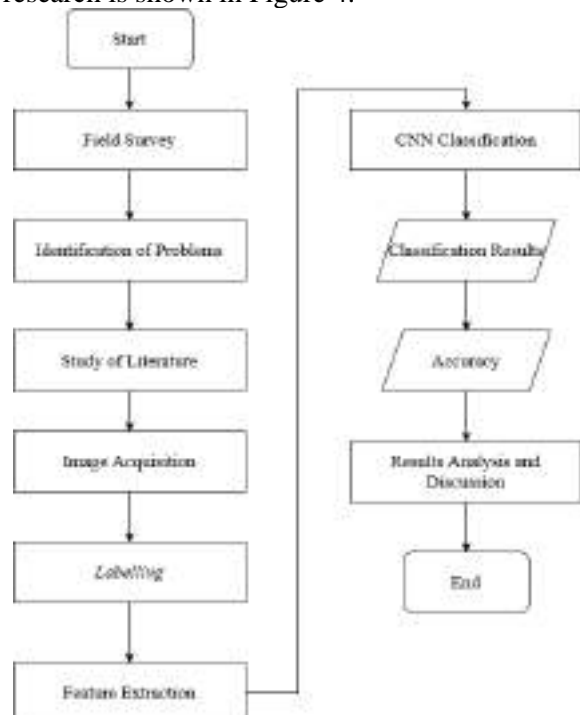 research is shown in Figure 4.
Start
Field Survey
Identification of Problems
Study of Literature
Image Acquisition
Labelling
Feature Extraction
CNN Classification
Classification Results
Accuracy
Results Analysis and
Discussion
End